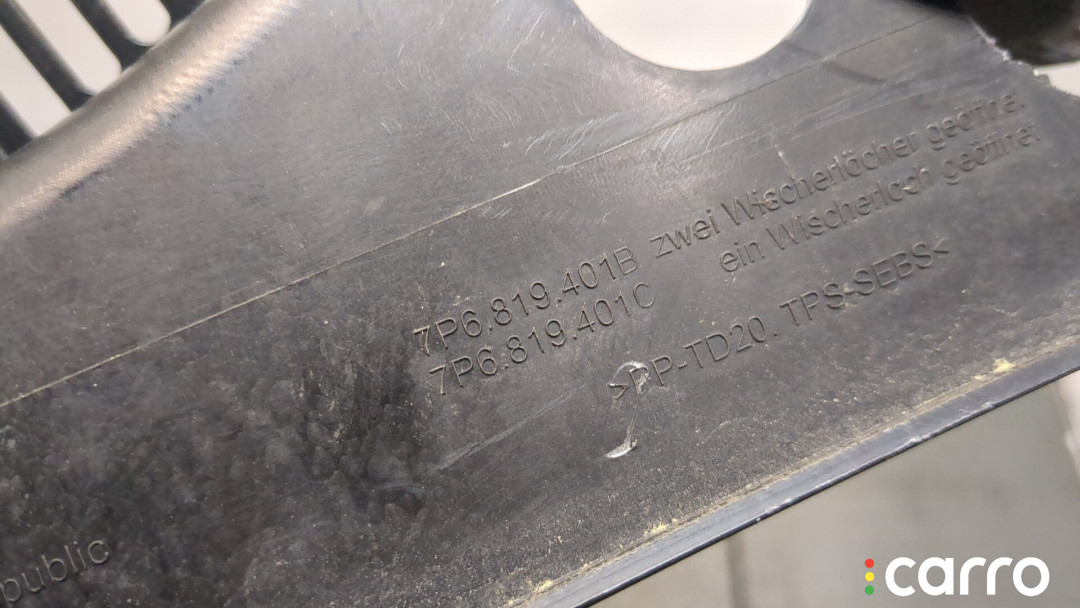 7P6.819.401B zwei Wischerlöcher geöffnet
7P6.819.401C ein Wischerloch geöffnet
>PP-TD20. TPS-SEBS<
public
carro